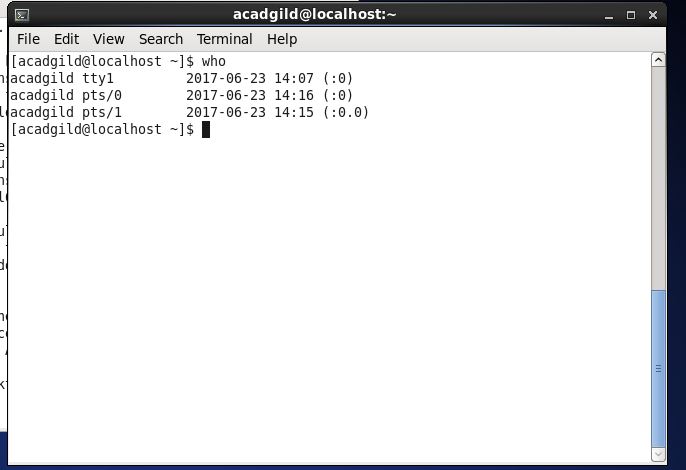 acadgild@localhost:~
File Edit View Search Terminal Help
[acadgild@localhost ~]$ who
acadgild tty1         2017-06-23 14:07 (:0)
acadgild pts/0        2017-06-23 14:16 (:0)
acadgild pts/1        2017-06-23 14:15 (:0.0)
[acadgild@localhost ~]$